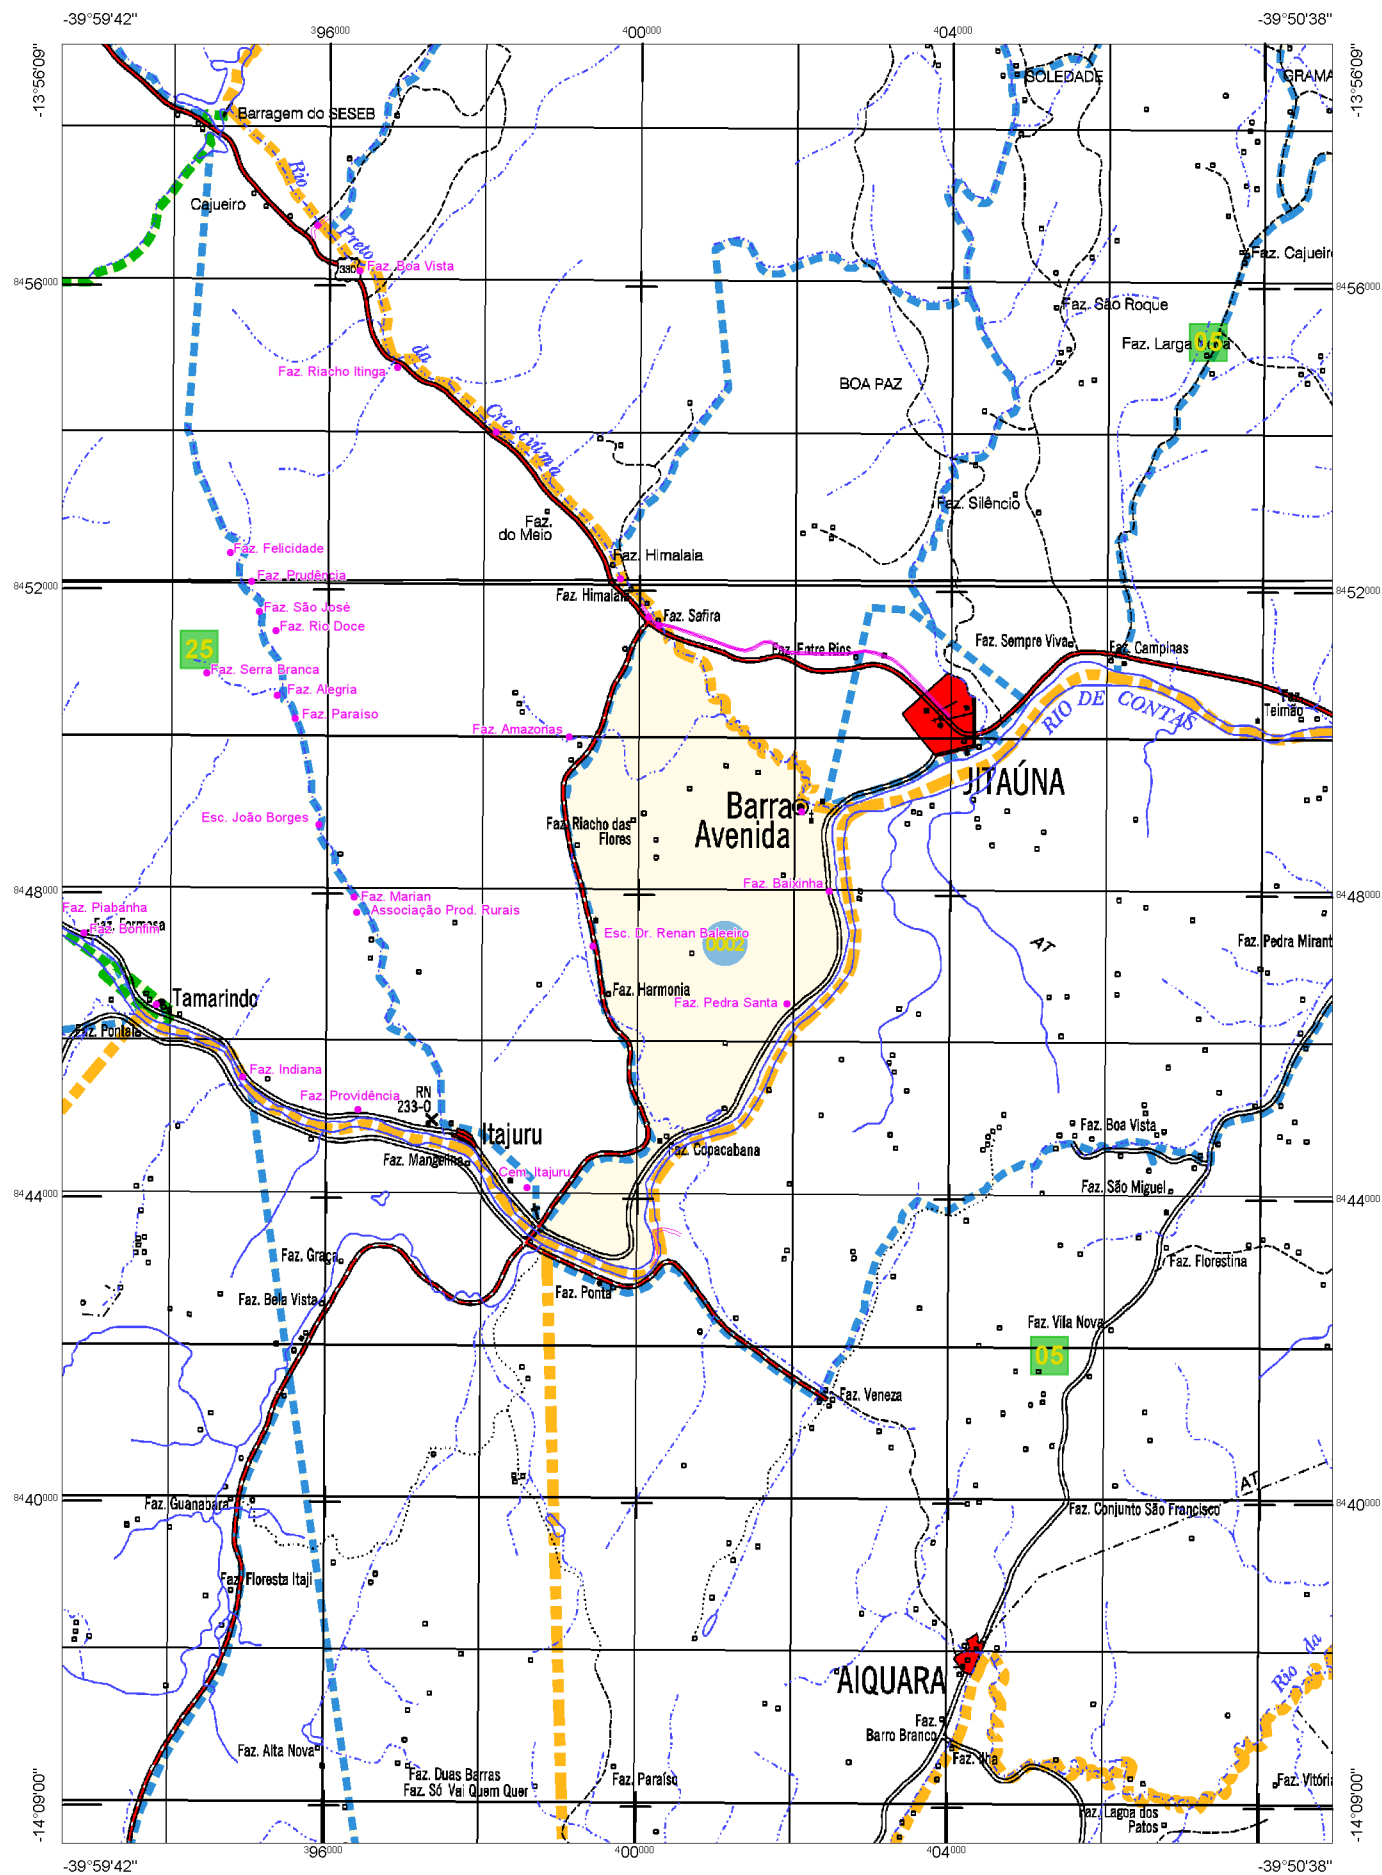 -39°59'42"
-39°50'38"
396000
400000
404000
-13°56'09"
-13°56'09"
SOLEDADE
GRAMA
Barragem do SESEB
Rio
Cajueiro
Preto
Faz. Cajueir
330
Faz. Boa Vista
8456000
8456000
Faz. São Roque
da
Faz. Larga
05
Faz. Riacho Itinga
BOA PAZ
Cresciúma
Faz. Silêncio
Faz.
do Meio
Faz. Felicidade
Faz. Himalaia
Faz. Prudência
8452000
8452000
Faz. Himalaia
Faz. São José
Faz. Safira
Faz. Rio Doce
25
Faz. Entre Rios
Faz. Sempre Viva
Faz. Campinas
Faz. Serra Branca
Faz. Alegria
RIO DE CONTAS
Faz.
Teimão
Faz. Paraíso
Faz. Amazonas
JITAÚNA
Barra
Avenida
Esc. João Borges
Faz. Riacho das
Flores
Faz. Baixinha
8448000
8448000
Faz. Marian
Associação Prod. Rurais
Faz. Piabanha
Faz. Formosa
Faz. Bonfim
Esc. Dr. Renan Baleeiro
0002
AT
Faz. Pedra Mirant
Tamarindo
Faz. Harmonia
Faz. Pedra Santa
Faz. Pontela
Faz. Indiana
Faz. Providência
RN
233-0
Itajuru
Faz. Boa Vista
Faz. Mangelina
Faz. Copacabana
Cem. Itajuru
Faz. São Miguel
8444000
8444000
Faz. Graça
Faz. Florestina
Faz. Bela Vista
Faz. Ponta
Faz. Vila Nova
05
Faz. Veneza
AT
8440000
8440000
Faz. Guanabara
Faz. Conjunto São Francisco
Faz. Floresta Itaji
AIQUARA
Rio da
Faz.
Barro Branco
Faz. Alta Nova
Faz. Ilha
Faz. Duas Barras
Faz. Só Vai Quem Quer
Faz. Paraíso
Faz. Vitóri
Faz. Lagoa dos
Patos
-14°09'00"
-14°09'00"
396000
400000
404000
-39°59'42"
-39°50'38"